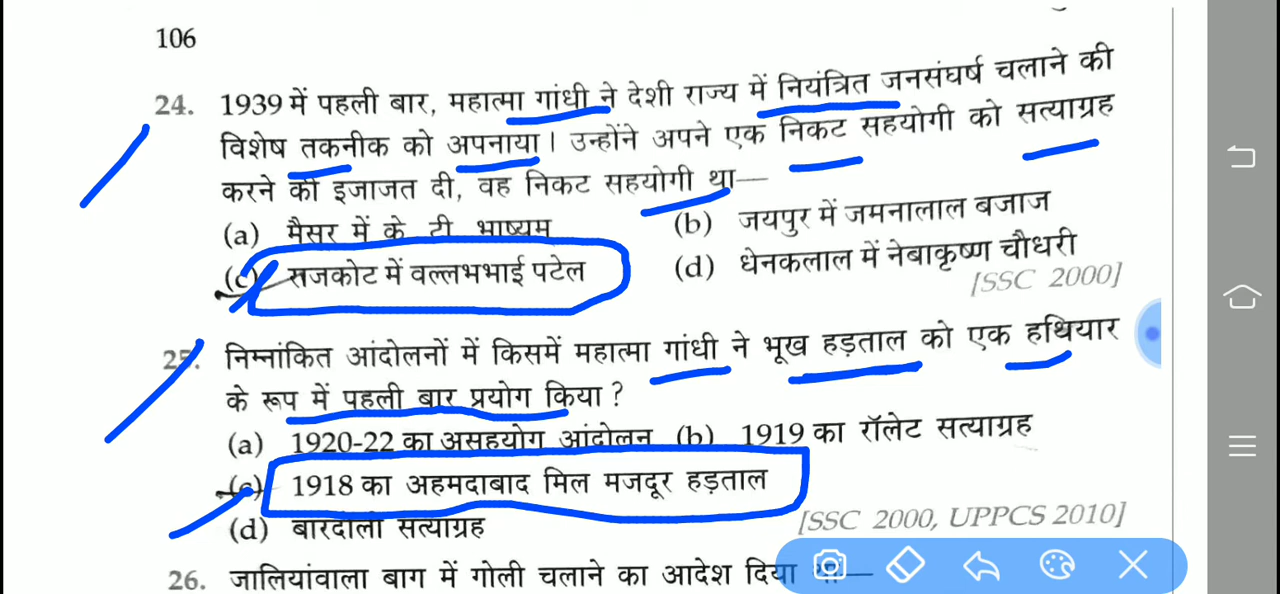 106
24. 1939 में पहली बार, महात्मा गांधी ने देशी राज्य में नियंत्रित जनसंघर्ष चलाने की
विशेष तकनीक को अपनाया। उन्होंने अपने एक निकट सहयोगी को सत्याग्रह
करने की इजाजत दी, वह निकट सहयोगी था—
(a) मैसर में के टी भाष्यम (b) जयपुर में जमनालाल बजाज
(c) राजकोट में वल्लभभाई पटेल (d) धेनकलाल में नेबाकृष्ण चौधरी
[SSC 2000]
25. निम्नांकित आंदोलनों में किसमें महात्मा गांधी ने भूख हड़ताल को एक हथियार
के रूप में पहली बार प्रयोग किया?
(a) 1920-22 का असहयोग आंदोलन (b) 1919 का रॉलेट सत्याग्रह
(c) 1918 का अहमदाबाद मिल मजदूर हड़ताल
(d) बारदोली सत्याग्रह [SSC 2000, UPPCS 2010]
26. जालियांवाला बाग में गोली चलाने का आदेश दिया था—